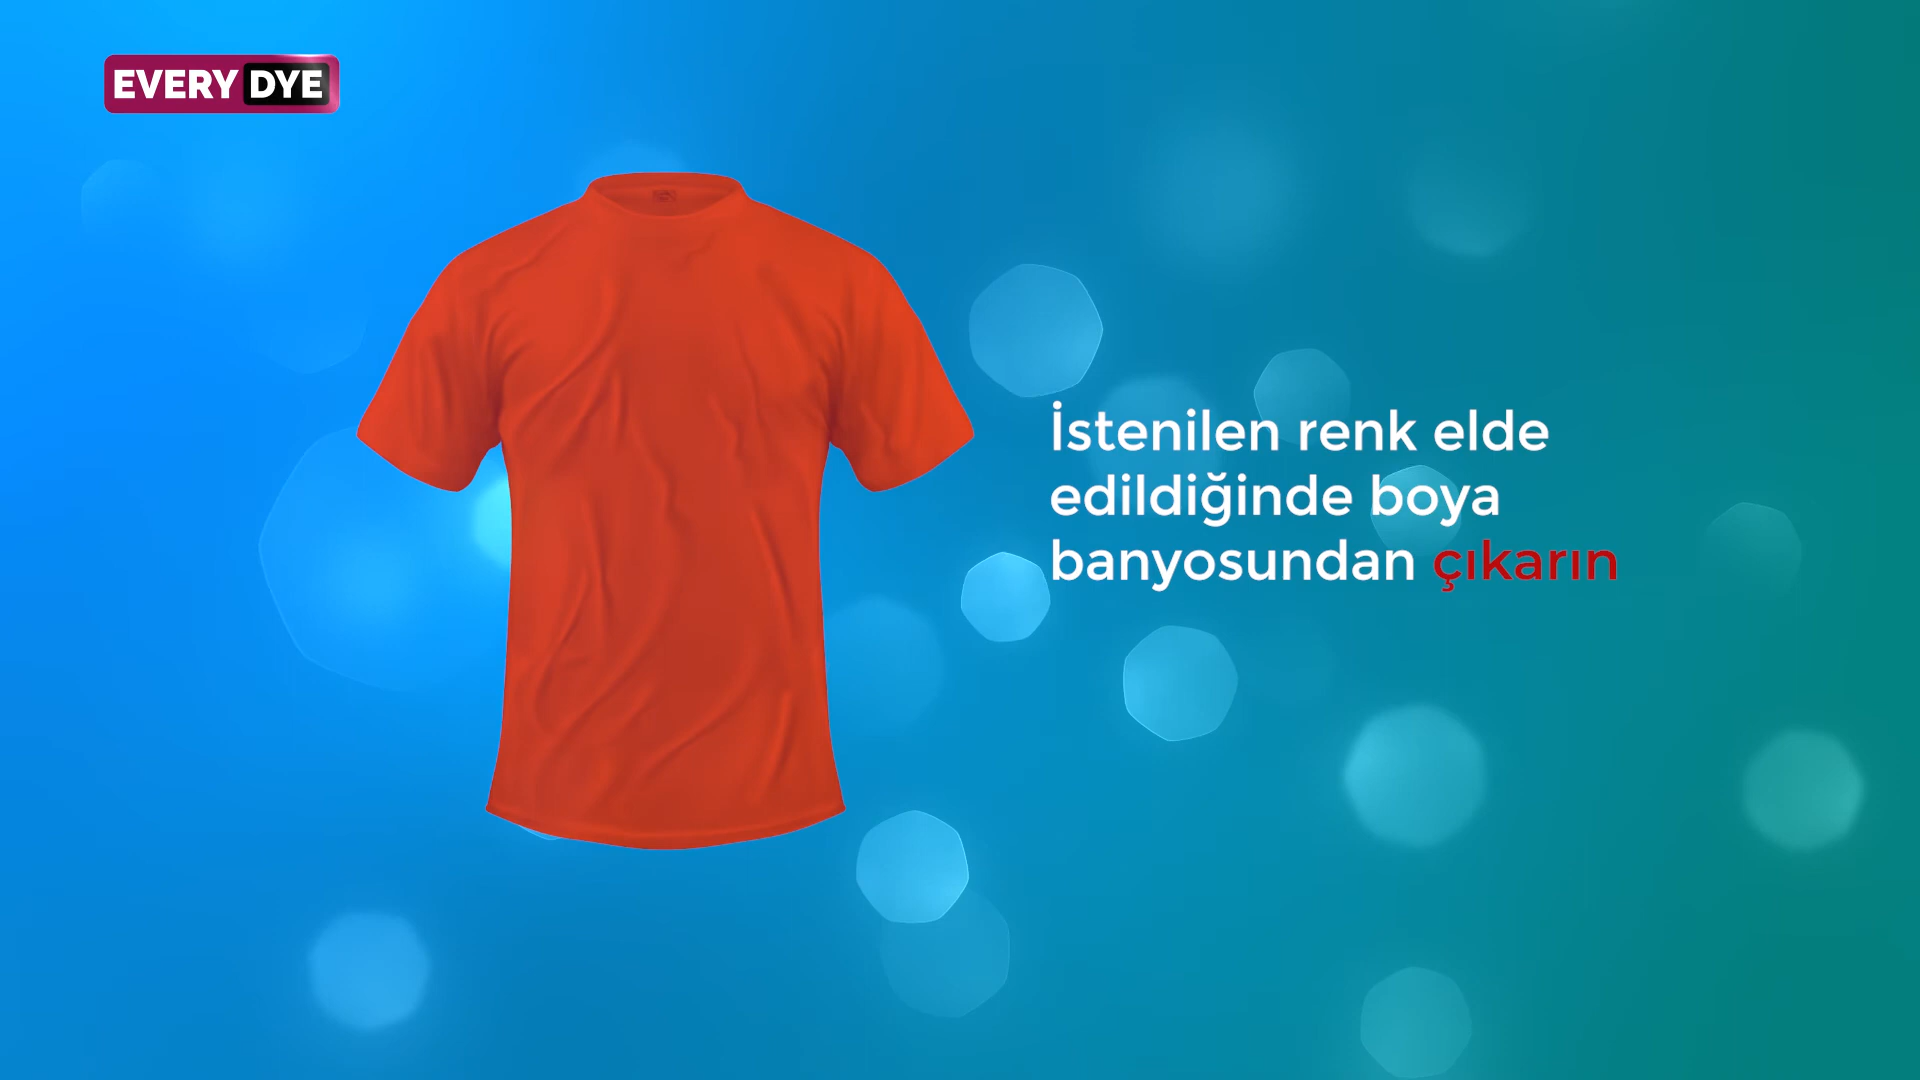 EVERY DYE
İstenilen renk elde
edildiğinde boya
banyosundan çıkarın